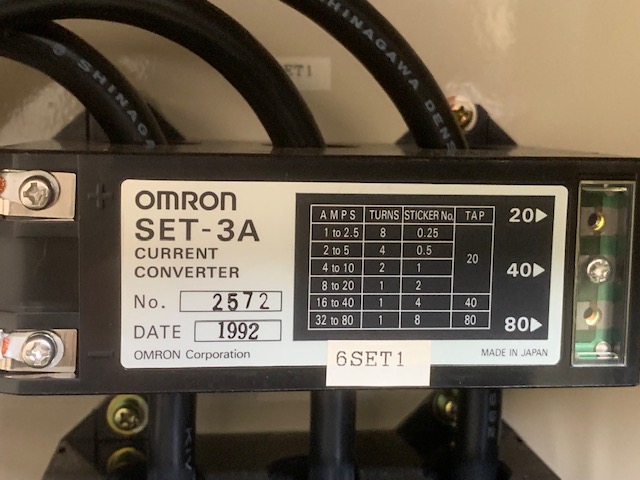 SHINAGAWA DENS
SHINAGA
ET1
OMRON
SET-3A
CURRENT
CONVERTER
No. 2572
DATE 1992
OMRON Corporation
AMPS TURNS STICKER No. TAP
1 to 2.5 8 0.25
2 to 5 4 0.5
20
4 to 10 2 1
8 to 20 1 2
16 to 40 1 4 40
32 to 80 1 8 80
20▶
40▶
80▶
6SET1
MADE IN JAPAN
+
−
KIV